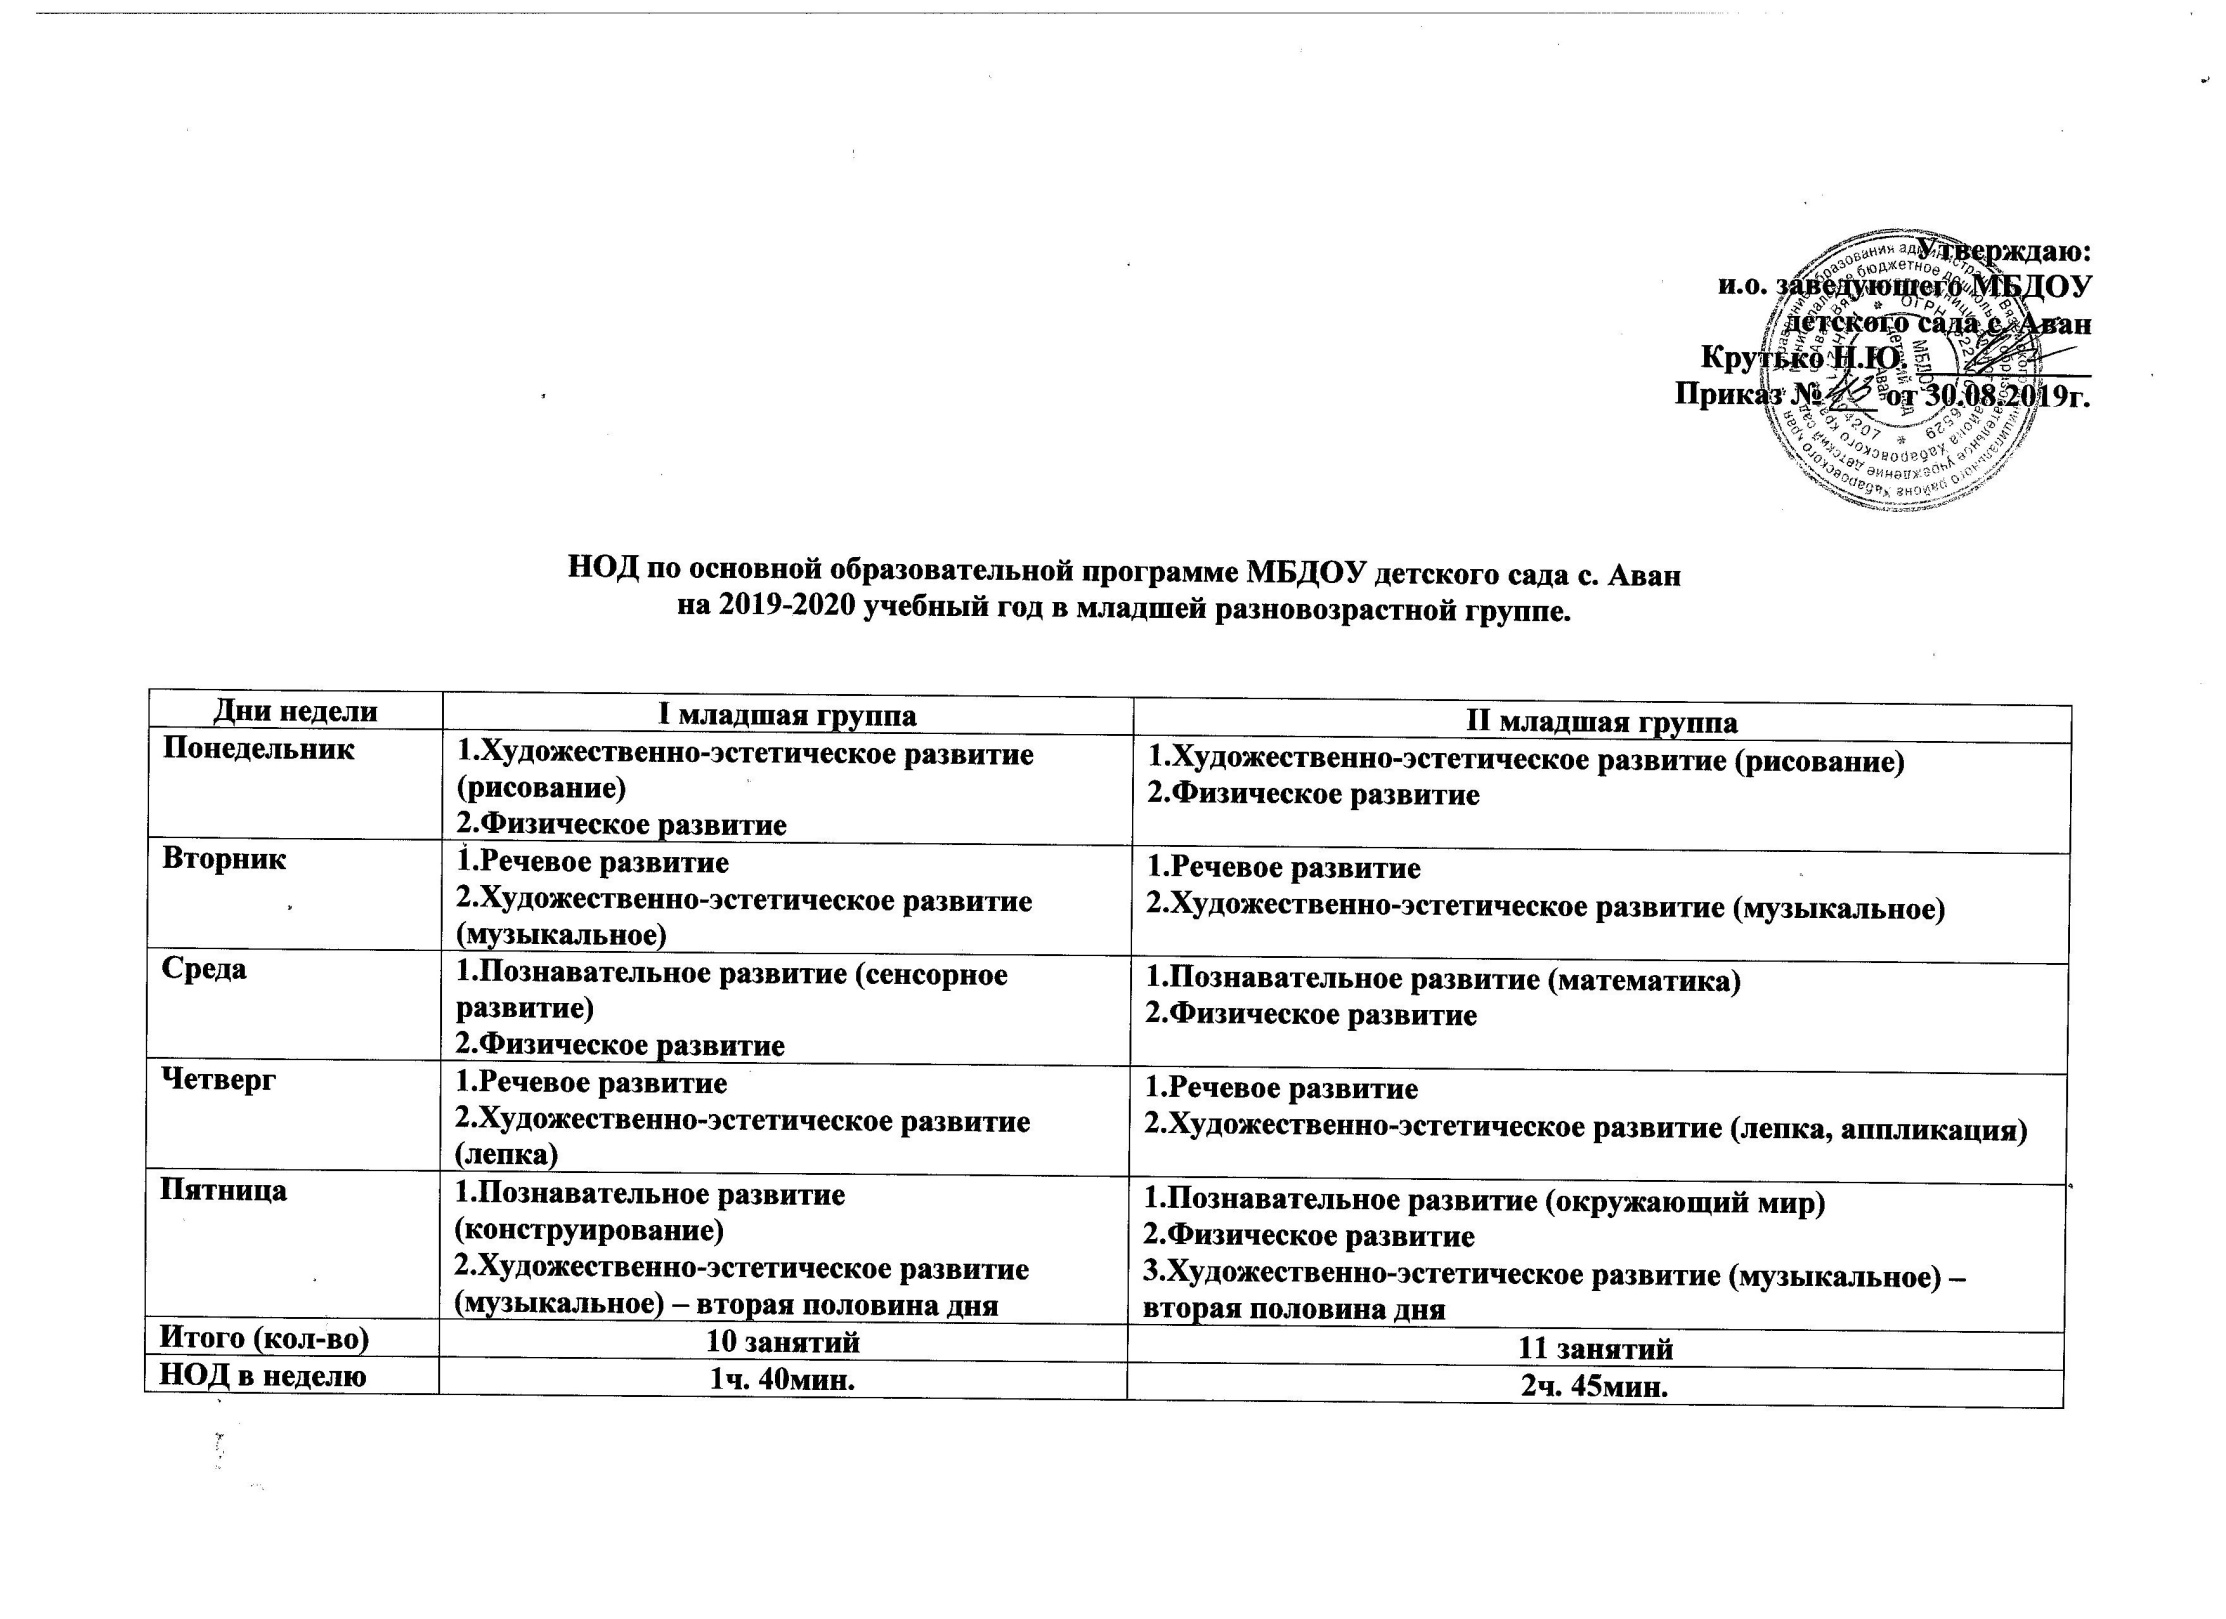 Утверждаю:
и.о. заведующего МБДОУ
детского сада с. Аван
Крутько Н.Ю.
Приказ № от 30.08.2019г.
МБДОУ
детский сад
с. Аван
НОД по основной образовательной программе МБДОУ детского сада с. Аван
на 2019-2020 учебный год в младшей разновозрастной группе.
Дни недели I младшая группа II младшая группа
Понедельник
1.Художественно-эстетическое развитие
(рисование)
2.Физическое развитие
1.Художественно-эстетическое развитие (рисование)
2.Физическое развитие
Вторник
1.Речевое развитие
2.Художественно-эстетическое развитие
(музыкальное)
1.Речевое развитие
2.Художественно-эстетическое развитие (музыкальное)
Среда
1.Познавательное развитие (сенсорное
развитие)
2.Физическое развитие
1.Познавательное развитие (математика)
2.Физическое развитие
Четверг
1.Речевое развитие
2.Художественно-эстетическое развитие
(лепка)
1.Речевое развитие
2.Художественно-эстетическое развитие (лепка, аппликация)
Пятница
1.Познавательное развитие
(конструирование)
2.Художественно-эстетическое развитие
(музыкальное) – вторая половина дня
1.Познавательное развитие (окружающий мир)
2.Физическое развитие
3.Художественно-эстетическое развитие (музыкальное) –
вторая половина дня
Итого (кол-во) 10 занятий 11 занятий
НОД в неделю 1ч. 40мин. 2ч. 45мин.